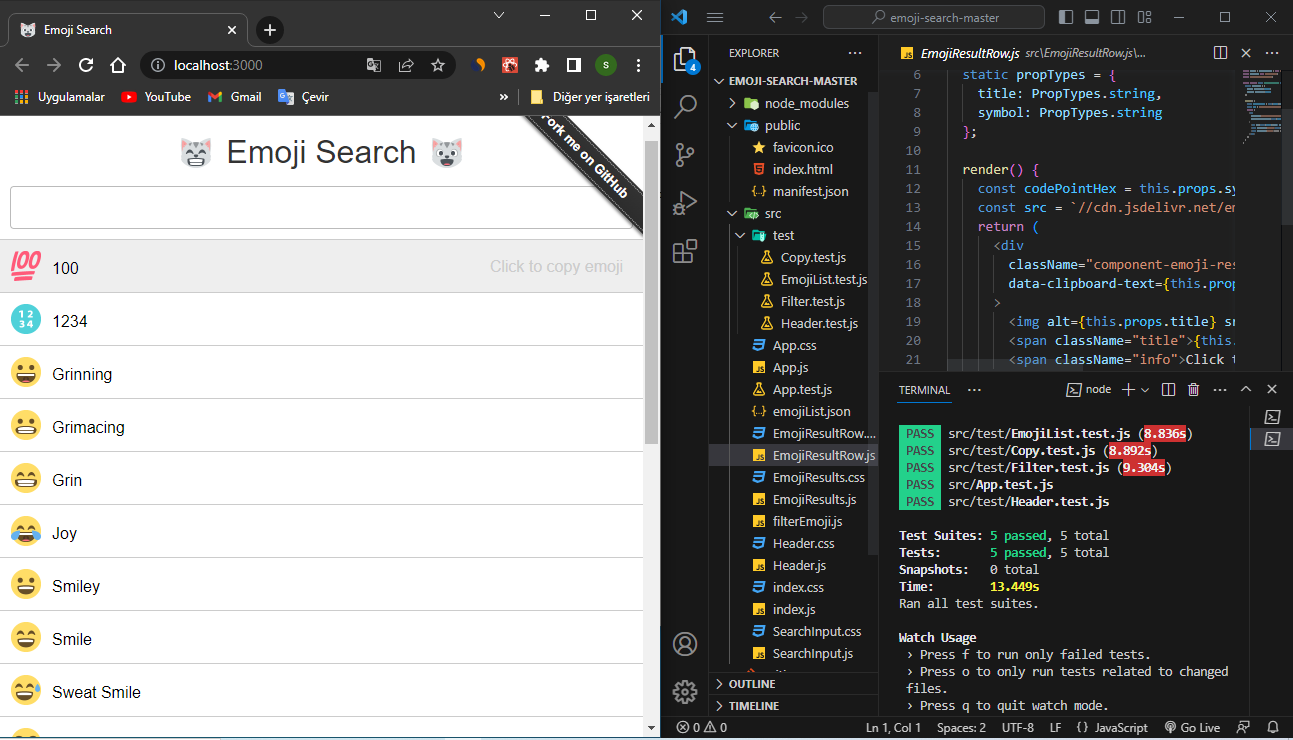 Emoji Search
localhost:3000
S
Uygulamalar
YouTube
Gmail
Çevir
»
Diğer yer işaretleri
Emoji Search
Fork me on GitHub
100
100
Click to copy emoji
1234
1234
Grinning
Grimacing
Grin
Joy
Smiley
Smile
Sweat Smile
emoji-search-master
4
EXPLORER
EMOJI-SEARCH-MASTER
node_modules
public
favicon.ico
index.html
manifest.json
src
test
Copy.test.js
EmojiList.test.js
Filter.test.js
Header.test.js
App.css
App.js
App.test.js
emojiList.json
EmojiResultRow....
EmojiResultRow.js
EmojiResults.css
EmojiResults.js
filterEmoji.js
Header.css
Header.js
index.css
index.js
SearchInput.css
SearchInput.js
OUTLINE
TIMELINE
JS EmojiResultRow.js src\EmojiResultRow.js\...
6 static propTypes = {
7 title: PropTypes.string,
8 symbol: PropTypes.string
9 };
10
11 render() {
12 const codePointHex = this.props.sy
13 const src = `//cdn.jsdelivr.net/em
14 return (
15 <div
16 className="component-emoji-res
17 data-clipboard-text={this.prop
18 >
19 <img alt={this.props.title} sr
20 <span className="title">{this.
21 <span className="info">Click t
TERMINAL
node
PASS src/test/EmojiList.test.js (8.836s)
PASS src/test/Copy.test.js (8.892s)
PASS src/test/Filter.test.js (9.304s)
PASS src/App.test.js
PASS src/test/Header.test.js
Test Suites: 5 passed, 5 total
Tests: 5 passed, 5 total
Snapshots: 0 total
Time: 13.449s
Ran all test suites.
Watch Usage
› Press f to run only failed tests.
› Press o to only run tests related to changed
files.
› Press q to quit watch mode.
0 0
Ln 1, Col 1 Spaces: 2 UTF-8 LF {} JavaScript Go Live